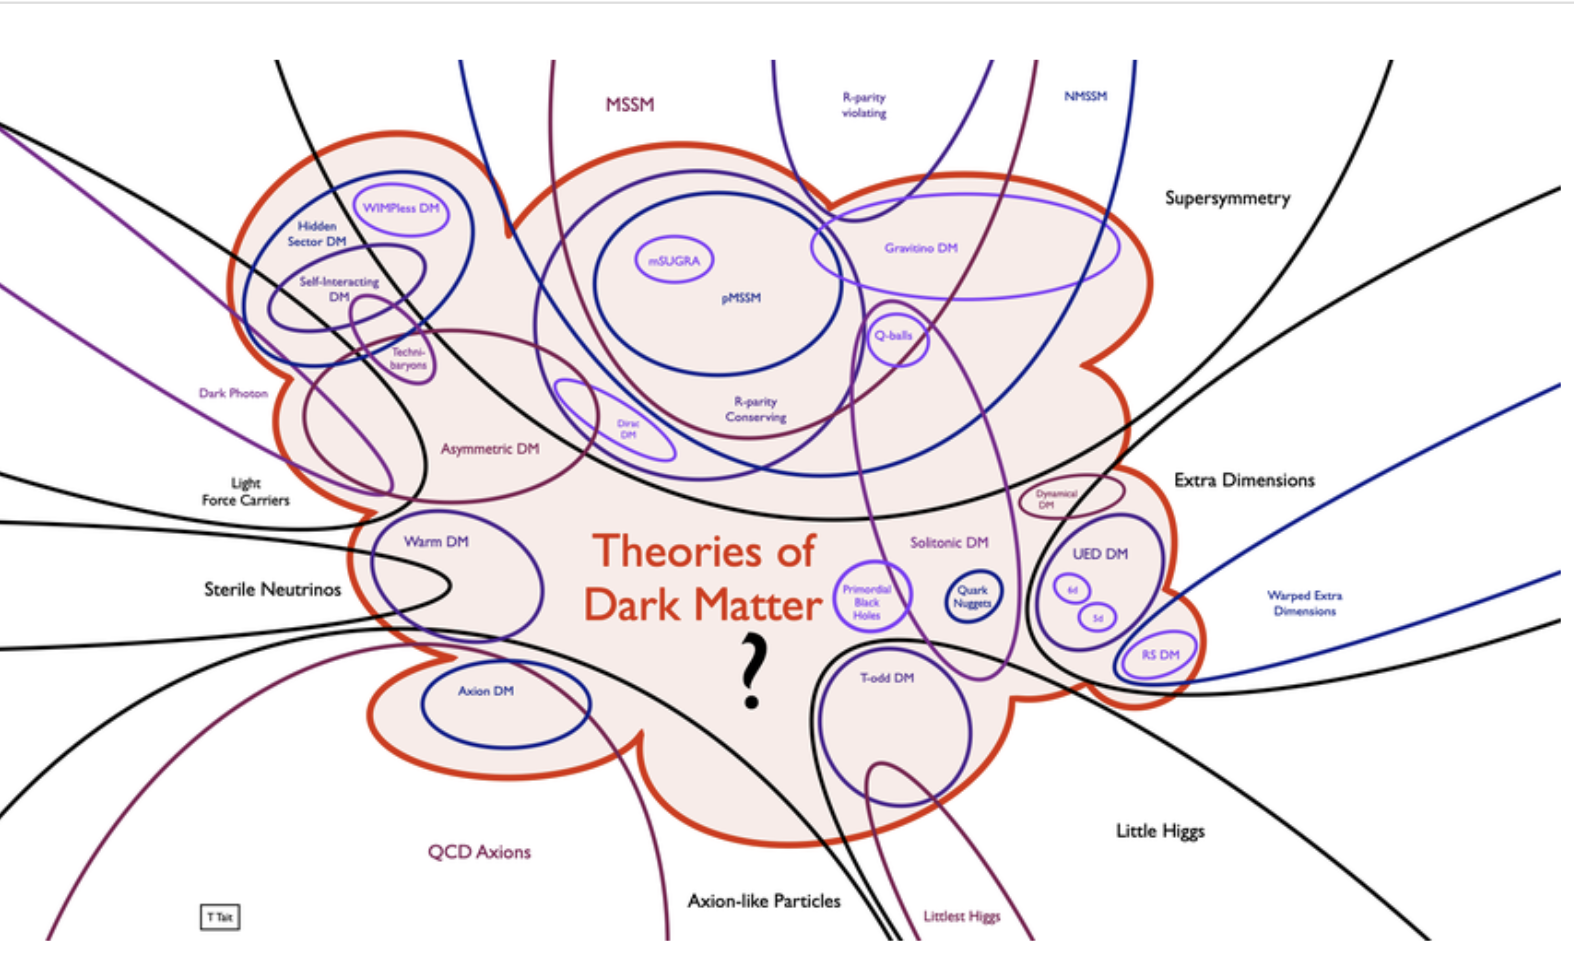 MSSM
R-parity
violating
NMSSM
Supersymmetry
WIMPless DM
Hidden
Sector DM
Self-Interacting
DM
Techni-
baryons
mSUGRA
pMSSM
Gravitino DM
Q-balls
R-parity
Conserving
Dirac
DM
Dark Photon
Asymmetric DM
Light
Force Carriers
Extra Dimensions
Dynamical
DM
Warm DM
Theories of
Dark Matter
?
Solitonic DM
UED DM
6d
5d
Sterile Neutrinos
Primordial
Black
Holes
Quark
Nuggets
Warped Extra
Dimensions
RS DM
Axion DM
T-odd DM
QCD Axions
Axion-like Particles
Little Higgs
Littlest Higgs
T Tait